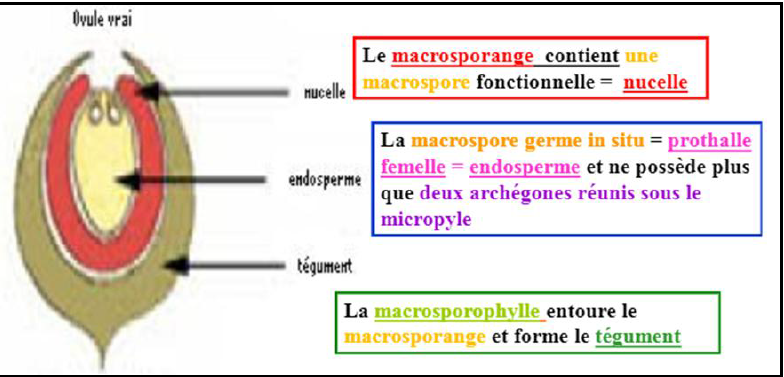 Ovule vrai
Le macrosporange contient une
macrospore fonctionnelle = nucelle
nucelle
La macrospore germe in situ = prothalle
femelle = endosperme et ne possède plus
que deux archégones réunis sous le
micropyle
endosperme
tégument
La macrosporophylle entoure le
macrosporange et forme le tégument